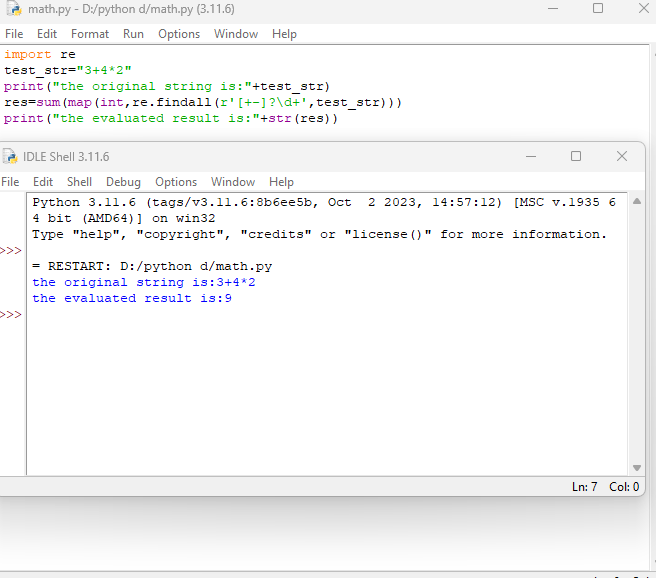 math.py - D:/python d/math.py (3.11.6)
File Edit Format Run Options Window Help
import re
test_str="3+4*2"
print("the original string is:"+test_str)
res=sum(map(int,re.findall(r'[+-]?\d+',test_str)))
print("the evaluated result is:"+str(res))
IDLE Shell 3.11.6
File Edit Shell Debug Options Window Help
Python 3.11.6 (tags/v3.11.6:8b6ee5b, Oct  2 2023, 14:57:12) [MSC v.1935 6
4 bit (AMD64)] on win32
Type "help", "copyright", "credits" or "license()" for more information.
>>>
= RESTART: D:/python d/math.py
the original string is:3+4*2
the evaluated result is:9
>>>
Ln: 7 Col: 0